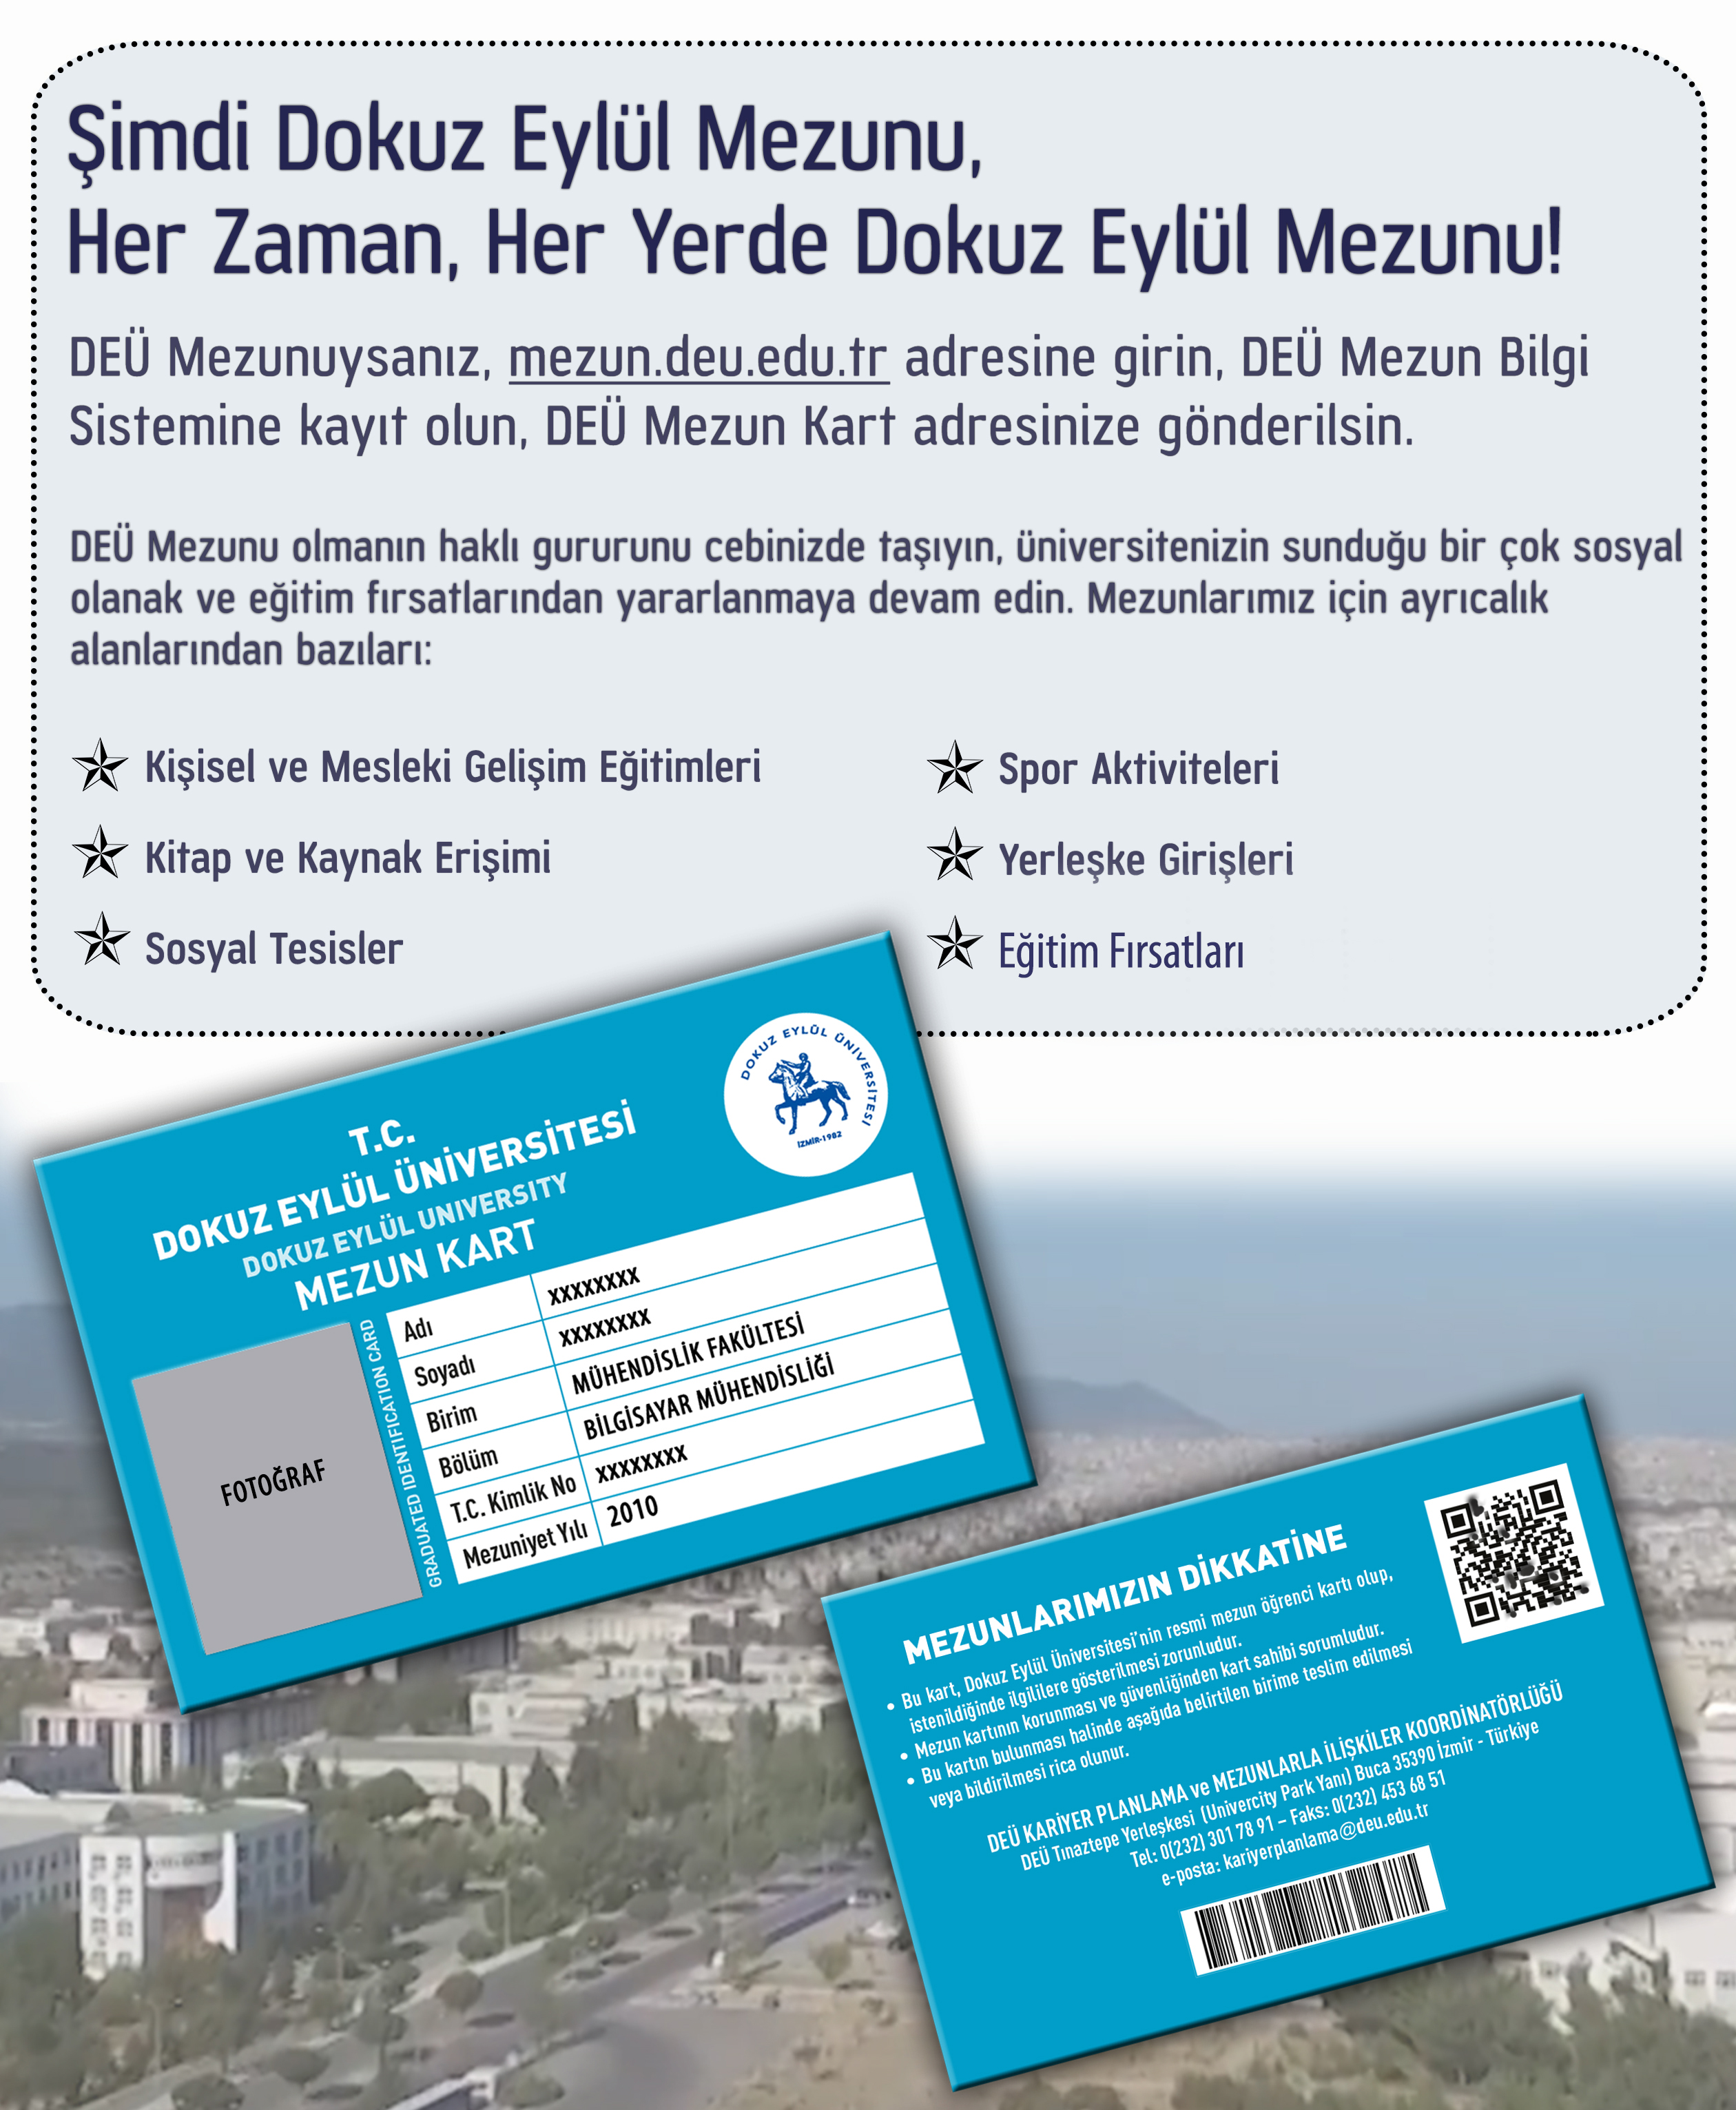 Şimdi Dokuz Eylül Mezunu,
Her Zaman, Her Yerde Dokuz Eylül Mezunu!
DEÜ Mezunuysanız, mezun.deu.edu.tr adresine girin, DEÜ Mezun Bilgi
Sistemine kayıt olun, DEÜ Mezun Kart adresinize gönderilsin.
DEÜ Mezunu olmanın haklı gururunu cebinizde taşıyın, üniversitenizin sunduğu bir çok sosyal
olanak ve eğitim fırsatlarından yararlanmaya devam edin. Mezunlarımız için ayrıcalık
alanlarından bazıları:
Kişisel ve Mesleki Gelişim Eğitimleri
Kitap ve Kaynak Erişimi
Sosyal Tesisler
Spor Aktiviteleri
Yerleşke Girişleri
Eğitim Fırsatları
T.C.
DOKUZ EYLÜL ÜNİVERSİTESİ
DOKUZ EYLÜL UNIVERSITY
MEZUN KART
DOKUZ EYLÜL ÜNİVERSİTESİ
İZMİR-1982
FOTOĞRAF
GRADUATED IDENTIFICATION CARD
Adı xxxxxxxx
Soyadı xxxxxxxx
Birim MÜHENDİSLİK FAKÜLTESİ
Bölüm BİLGİSAYAR MÜHENDİSLİĞİ
T.C. Kimlik No xxxxxxxx
Mezuniyet Yılı 2010
MEZUNLARIMIZIN DİKKATİNE
• Bu kart, Dokuz Eylül Üniversitesi'nin resmi mezun öğrenci kartı olup,
istenildiğinde ilgililere gösterilmesi zorunludur.
• Mezun kartının korunması ve güvenliğinden kart sahibi sorumludur.
• Bu kartın bulunması halinde aşağıda belirtilen birime teslim edilmesi
veya bildirilmesi rica olunur.
DEÜ KARİYER PLANLAMA ve MEZUNLARLA İLİŞKİLER KOORDİNATÖRLÜĞÜ
DEÜ Tınaztepe Yerleşkesi (Univercity Park Yanı) Buca 35390 İzmir - Türkiye
Tel: 0(232) 301 78 91 – Faks: 0(232) 453 68 51
e-posta: kariyerplanlama@deu.edu.tr